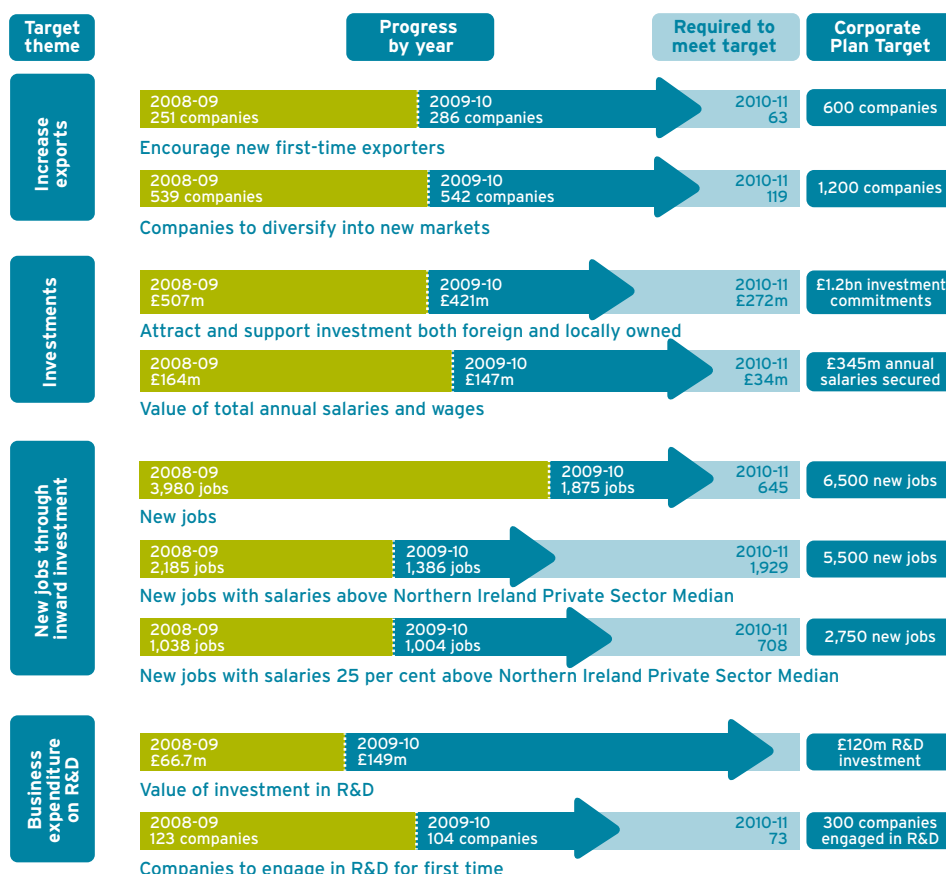 Target
theme
Progress
by year
Required to
meet target
Corporate
Plan Target
Increase
exports
2008-09
251 companies
2009-10
286 companies
2010-11
63
600 companies
Encourage new first-time exporters
2008-09
539 companies
2009-10
542 companies
2010-11
119
1,200 companies
Companies to diversify into new markets
Investments
2008-09
£507m
2009-10
£421m
2010-11
£272m
£1.2bn investment
commitments
Attract and support investment both foreign and locally owned
2008-09
£164m
2009-10
£147m
2010-11
£34m
£345m annual
salaries secured
Value of total annual salaries and wages
New jobs through
inward investment
2008-09
3,980 jobs
2009-10
1,875 jobs
2010-11
645
6,500 new jobs
New jobs
2008-09
2,185 jobs
2009-10
1,386 jobs
2010-11
1,929
5,500 new jobs
New jobs with salaries above Northern Ireland Private Sector Median
2008-09
1,038 jobs
2009-10
1,004 jobs
2010-11
708
2,750 new jobs
New jobs with salaries 25 per cent above Northern Ireland Private Sector Median
Business
expenditure
on R&D
2008-09
£66.7m
2009-10
£149m
£120m R&D
investment
Value of investment in R&D
2008-09
123 companies
2009-10
104 companies
2010-11
73
300 companies
engaged in R&D
Companies to engage in R&D for first time